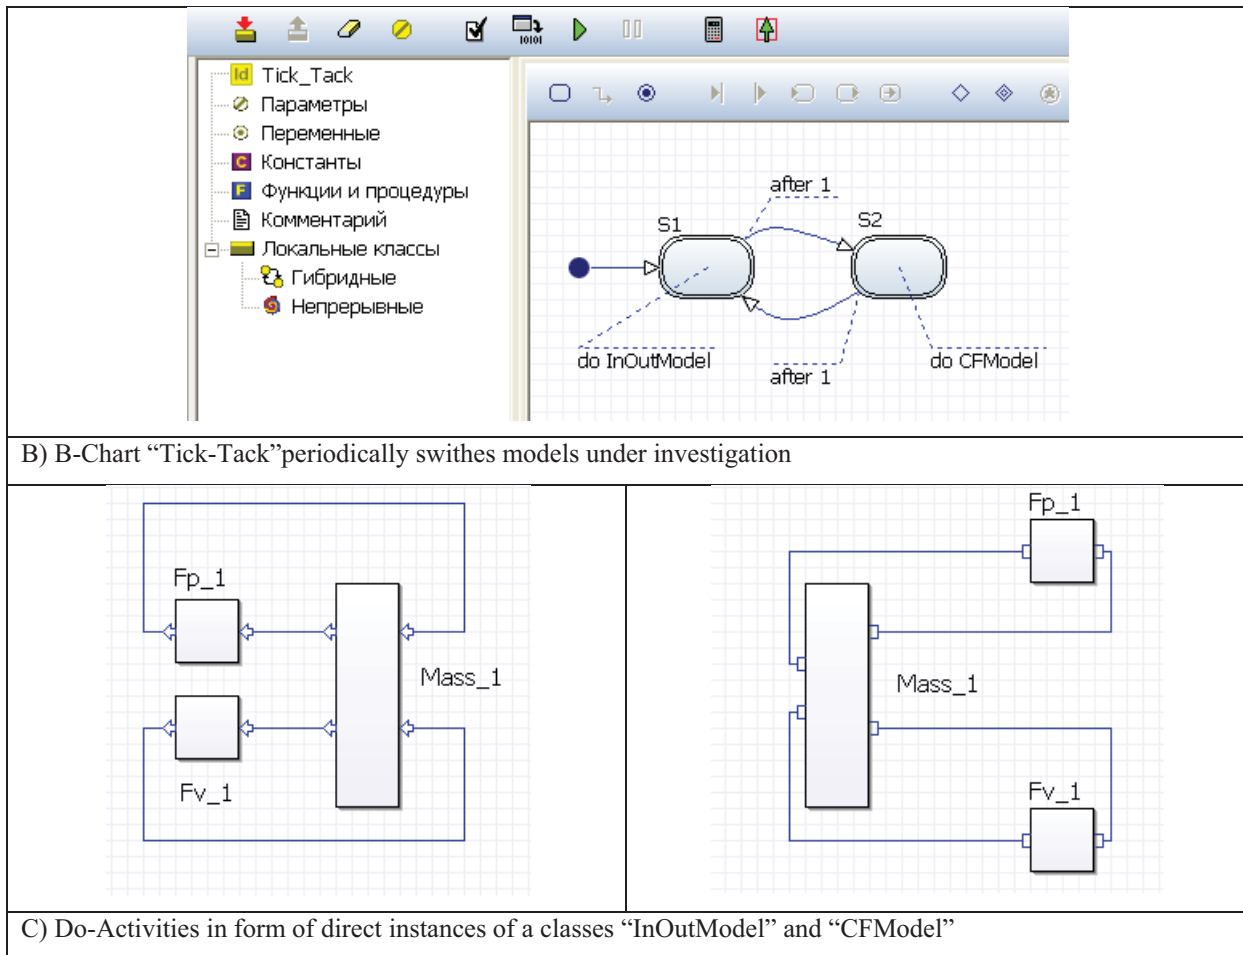 10101
Id Tick_Tack
Параметры
Переменные
C Константы
F Функции и процедуры
Комментарий
Локальные классы
Гибридные
Непрерывные
after 1
S1
S2
do InOutModel
after 1
do CFModel
B) B-Chart “Tick-Tack”periodically swithes models under investigation
Fp_1
Mass_1
Fv_1
Fp_1
Mass_1
Fv_1
C) Do-Activities in form of direct instances of a classes “InOutModel” and “CFModel”